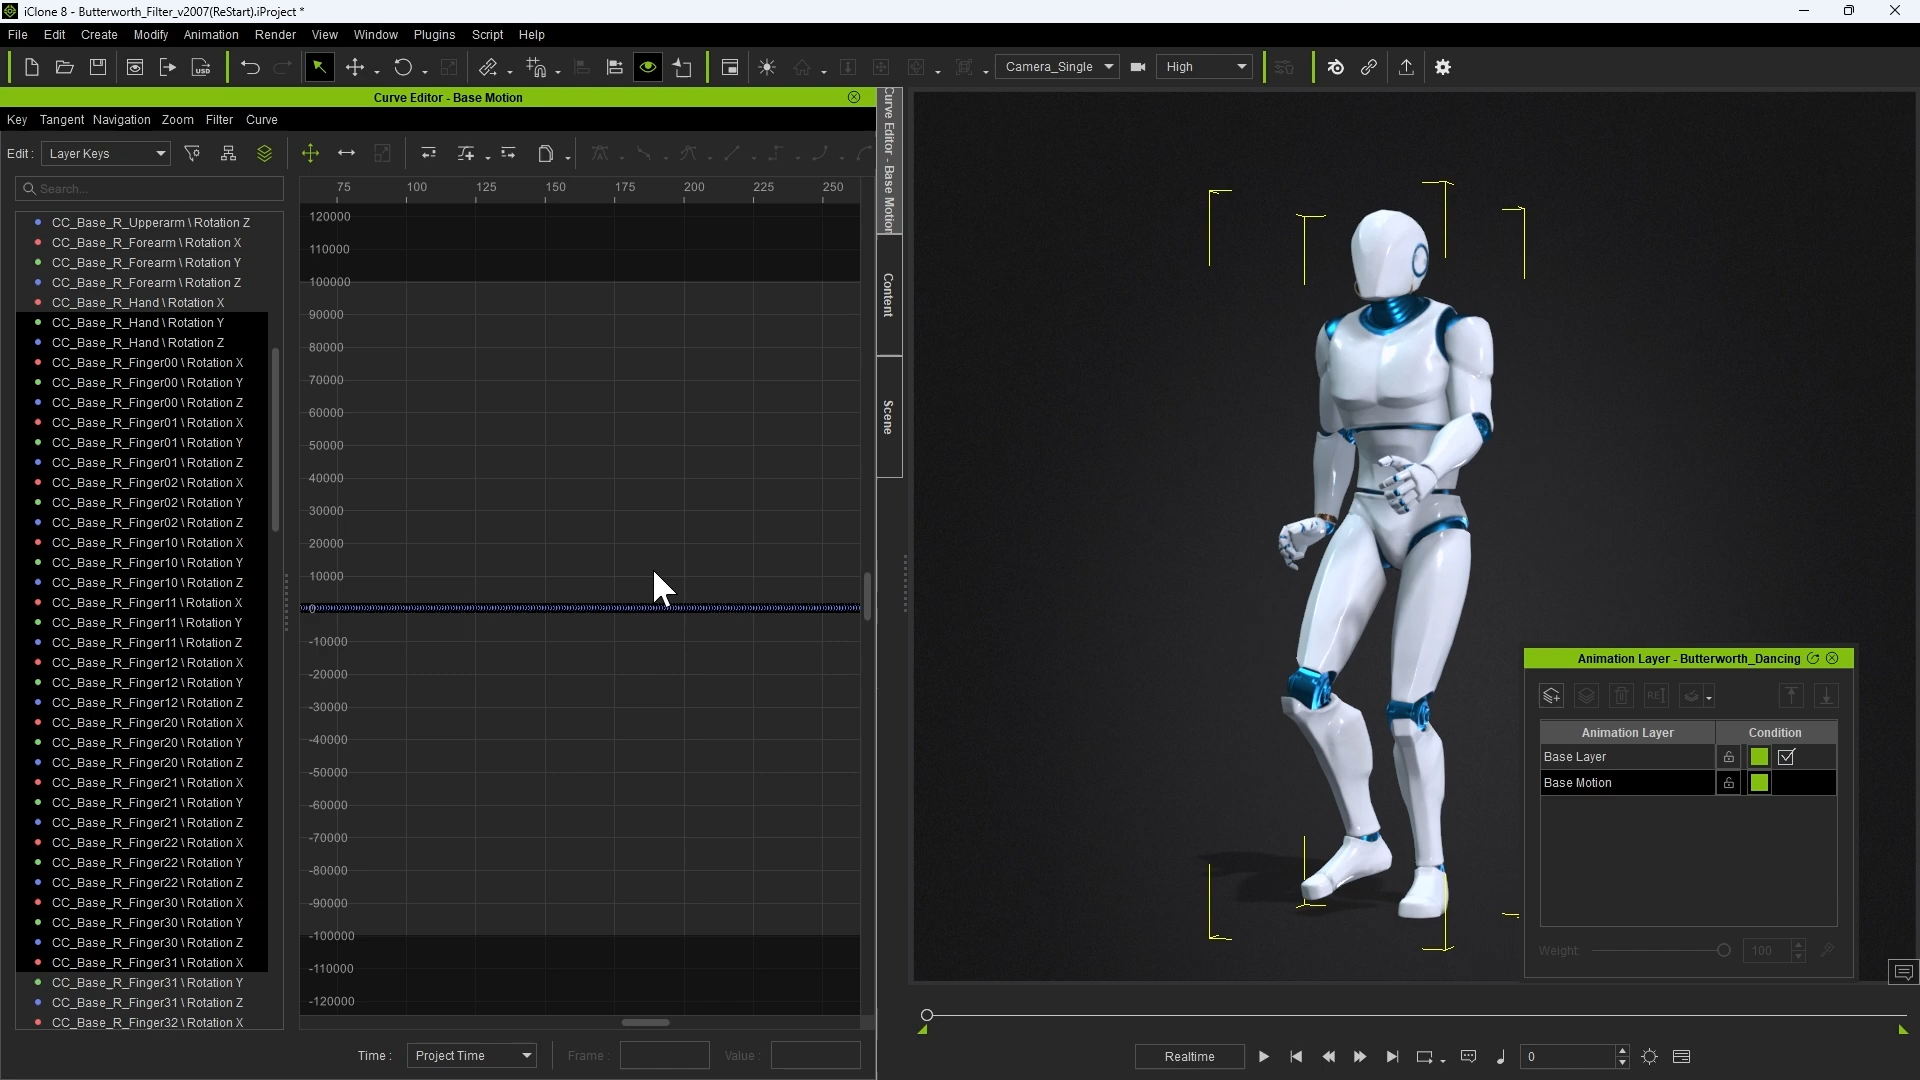 iClone 8 - Butterworth_Filter_v2007(ReStart).iProject *
File Edit Create Modify Animation Render View Window Plugins Script Help
Camera_Single High
Curve Editor - Base Motion
Key Tangent Navigation Zoom Filter Curve
Edit : Layer Keys
Search...
75 100 125 150 175 200 225 250
CC_Base_R_Upperarm \ Rotation Z
CC_Base_R_Forearm \ Rotation X
CC_Base_R_Forearm \ Rotation Y
CC_Base_R_Forearm \ Rotation Z
CC_Base_R_Hand \ Rotation X
CC_Base_R_Hand \ Rotation Y
CC_Base_R_Hand \ Rotation Z
CC_Base_R_Finger00 \ Rotation X
CC_Base_R_Finger00 \ Rotation Y
CC_Base_R_Finger00 \ Rotation Z
CC_Base_R_Finger01 \ Rotation X
CC_Base_R_Finger01 \ Rotation Y
CC_Base_R_Finger01 \ Rotation Z
CC_Base_R_Finger02 \ Rotation X
CC_Base_R_Finger02 \ Rotation Y
CC_Base_R_Finger02 \ Rotation Z
CC_Base_R_Finger10 \ Rotation X
CC_Base_R_Finger10 \ Rotation Y
CC_Base_R_Finger10 \ Rotation Z
CC_Base_R_Finger11 \ Rotation X
CC_Base_R_Finger11 \ Rotation Y
CC_Base_R_Finger11 \ Rotation Z
CC_Base_R_Finger12 \ Rotation X
CC_Base_R_Finger12 \ Rotation Y
CC_Base_R_Finger12 \ Rotation Z
CC_Base_R_Finger20 \ Rotation X
CC_Base_R_Finger20 \ Rotation Y
CC_Base_R_Finger20 \ Rotation Z
CC_Base_R_Finger21 \ Rotation X
CC_Base_R_Finger21 \ Rotation Y
CC_Base_R_Finger21 \ Rotation Z
CC_Base_R_Finger22 \ Rotation X
CC_Base_R_Finger22 \ Rotation Y
CC_Base_R_Finger22 \ Rotation Z
CC_Base_R_Finger30 \ Rotation X
CC_Base_R_Finger30 \ Rotation Y
CC_Base_R_Finger30 \ Rotation Z
CC_Base_R_Finger31 \ Rotation X
CC_Base_R_Finger31 \ Rotation Y
CC_Base_R_Finger31 \ Rotation Z
CC_Base_R_Finger32 \ Rotation X
120000
110000
100000
90000
80000
70000
60000
50000
40000
30000
20000
10000
0
-10000
-20000
-30000
-40000
-50000
-60000
-70000
-80000
-90000
-100000
-110000
-120000
Time : Project Time Frame : Value :
Curve Editor - Base Motion
Content
Scene
Animation Layer - Butterworth_Dancing
REI
Animation Layer Condition
Base Layer
Base Motion
Weight: 100
Realtime 0